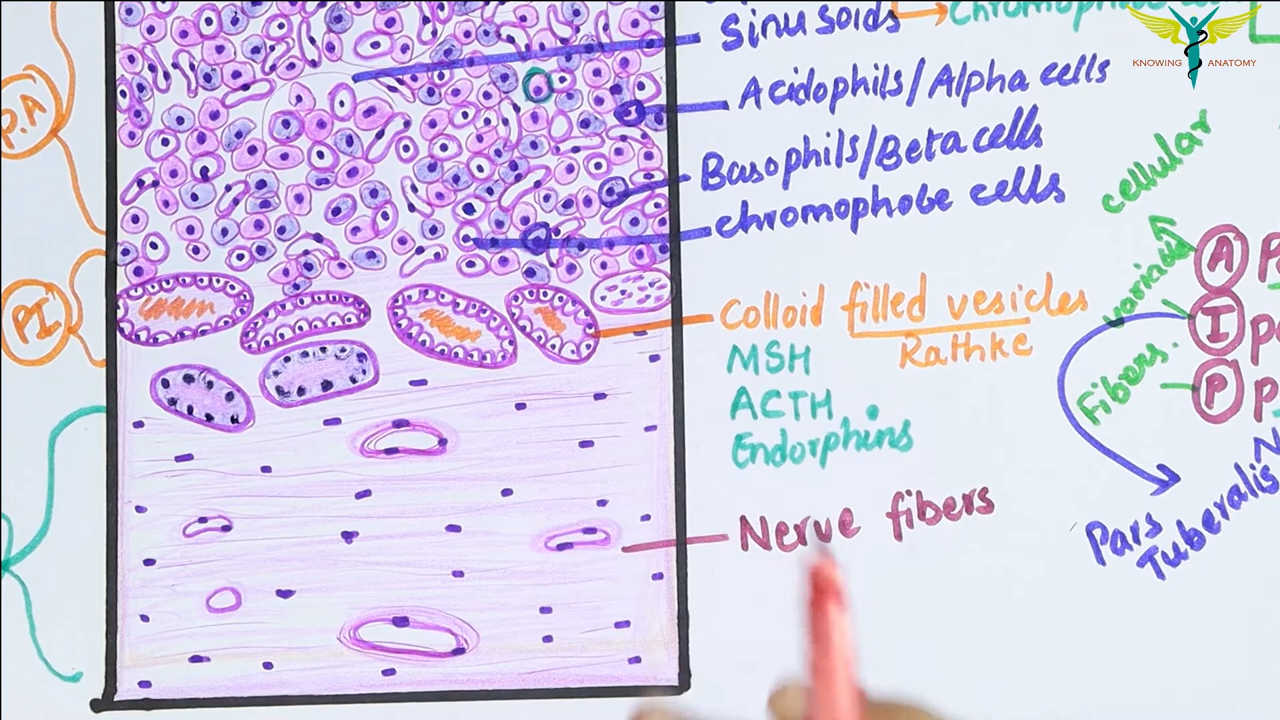 Sinusoids
KNOWING ANATOMY
Acidophils/Alpha cells
Basophils/Beta cells
chromophobe cells
P.A
cellular
varicid
A
PI
I
P
Fibers.
Colloid filled vesicles
Rathke
MSH
ACTH
Endorphins
Nerve fibers
Pars
Tuberalis